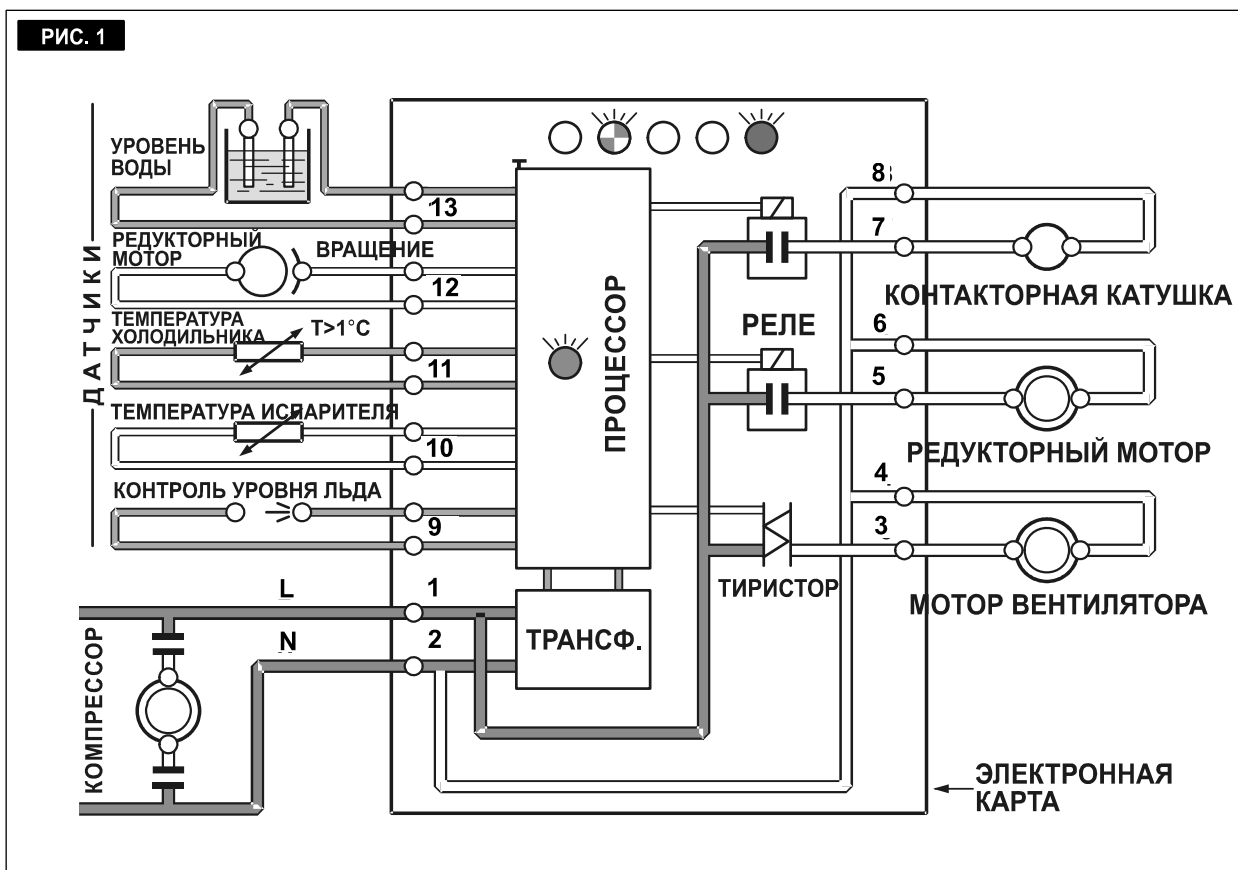 РИС. 1
УРОВЕНЬ
ВОДЫ
13
РЕДУКТОРНЫЙ
МОТОР
ВРАЩЕНИЕ
12
ТЕМПЕРАТУРА
ХОЛОДИЛЬНИКА
T>1°C
11
ТЕМПЕРАТУРА ИСПАРИТЕЛЯ
10
КОНТРОЛЬ УРОВНЯ ЛЬДА
9
ДАТЧИКИ
L
1
N
2
КОМПРЕССОР
ПРОЦЕССОР
ТРАНСФ.
РЕЛЕ
ТИРИСТОР
8
7
КОНТАКТОРНАЯ КАТУШКА
6
5
РЕДУКТОРНЫЙ МОТОР
4
3
МОТОР ВЕНТИЛЯТОРА
ЭЛЕКТРОННАЯ
КАРТА